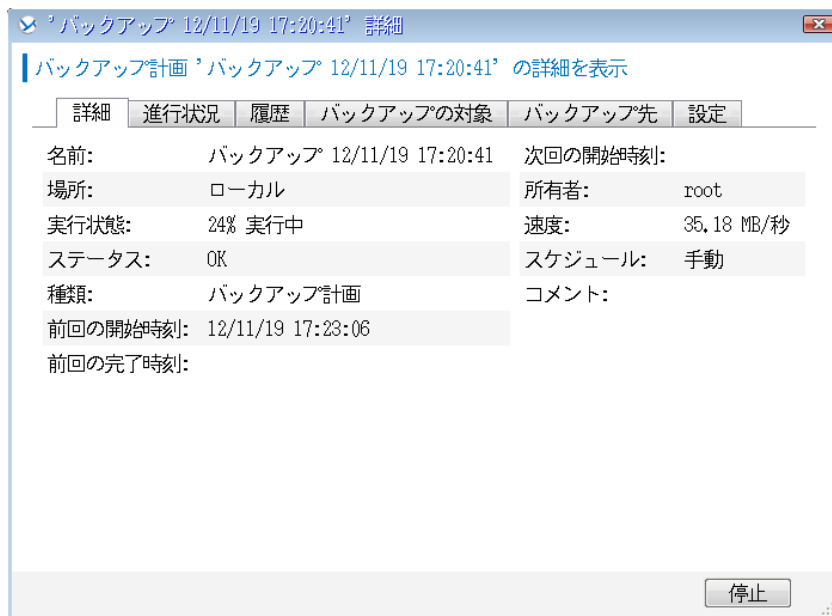 'バックアップ 12/11/19 17:20:41' 詳細
バックアップ計画 'バックアップ 12/11/19 17:20:41' の詳細を表示
詳細 進行状況 履歴 バックアップの対象 バックアップ先 設定
名前: バックアップ 12/11/19 17:20:41 次回の開始時刻:
場所: ローカル 所有者: root
実行状態: 24% 実行中 速度: 35.18 MB/秒
ステータス: OK スケジュール: 手動
種類: バックアップ計画 コメント:
前回の開始時刻: 12/11/19 17:23:06
前回の完了時刻:
停止